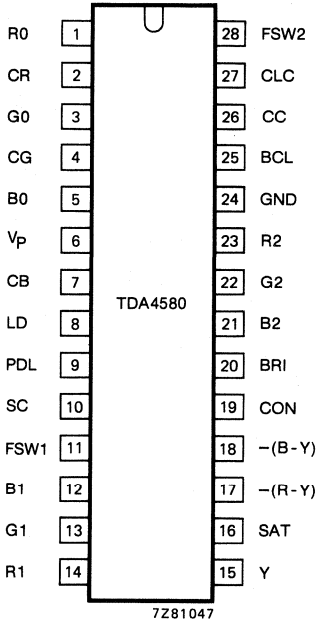 R0 1 28 FSW2
CR 2 27 CLC
G0 3 26 CC
CG 4 25 BCL
B0 5 24 GND
VP 6 23 R2
CB 7 22 G2
TDA4580
LD 8 21 B2
PDL 9 20 BRI
SC 10 19 CON
FSW1 11 18 –(B-Y)
B1 12 17 –(R-Y)
G1 13 16 SAT
R1 14 15 Y
7Z81047